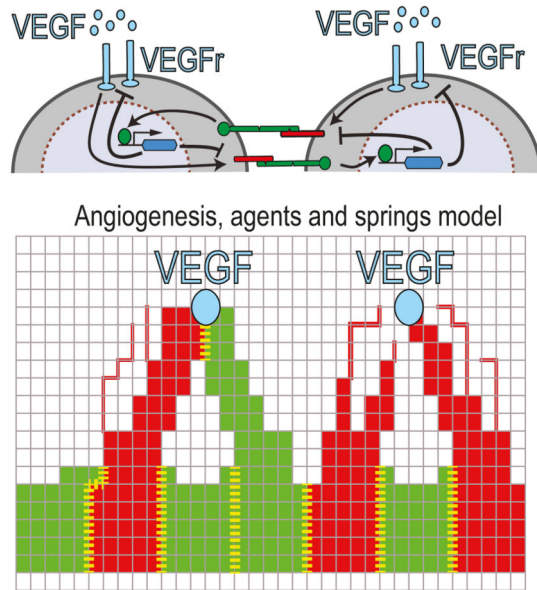 VEGF
VEGFr
VEGF
VEGFr
Angiogenesis, agents and springs model
VEGF
VEGF